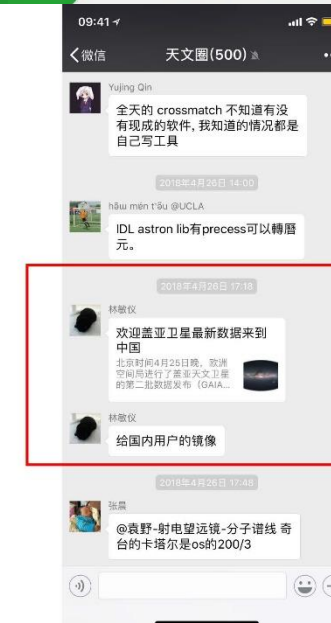 09:41
微信
天文圈(500)
Yujing Qin
全天的 crossmatch 不知道有没
有现成的软件, 我知道的情况都是
自己写工具
2018年4月26日 14:00
hǎu mén t'ǔu @UCLA
IDL astron lib有precess可以轉曆
元。
2018年4月26日 17:18
林敏仪
欢迎盖亚卫星最新数据来到
中国
北京时间4月25日晚，欧洲
空间局进行了盖亚天文卫星
的第二批数据发布（GAIA...
林敏仪
给国内用户的镜像
2018年4月26日 17:48
张晨
@袁野-射电望远镜-分子谱线 奇
台的卡塔尔是os的200/3